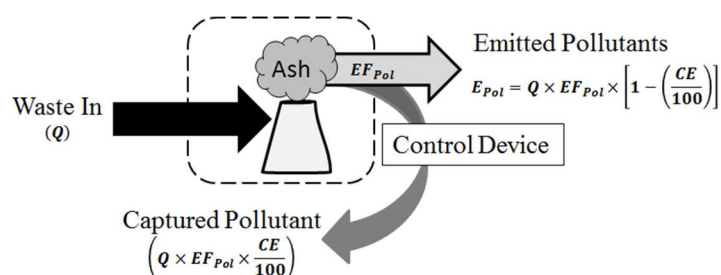 Emitted Pollutants
Ash
EF_Pol
E_Pol = Q × EF_Pol × [1 − (CE/100)]
Waste In
(Q)
Control Device
Captured Pollutant
(Q × EF_Pol × CE/100)